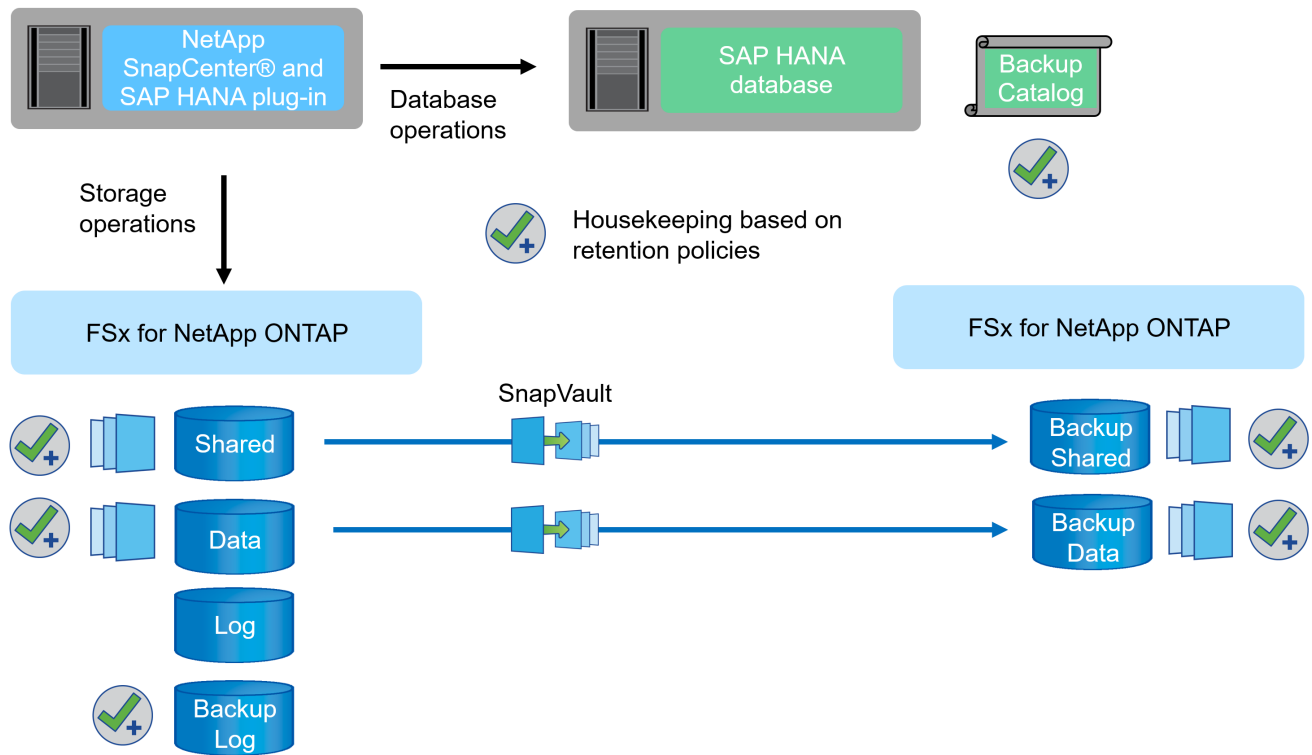 NetApp
SnapCenter® and
SAP HANA plug-in
Database
operations
SAP HANA
database
Backup
Catalog
Storage
operations
Housekeeping based on
retention policies
FSx for NetApp ONTAP
FSx for NetApp ONTAP
SnapVault
Shared
Backup
Shared
Data
Backup
Data
Log
Backup
Log